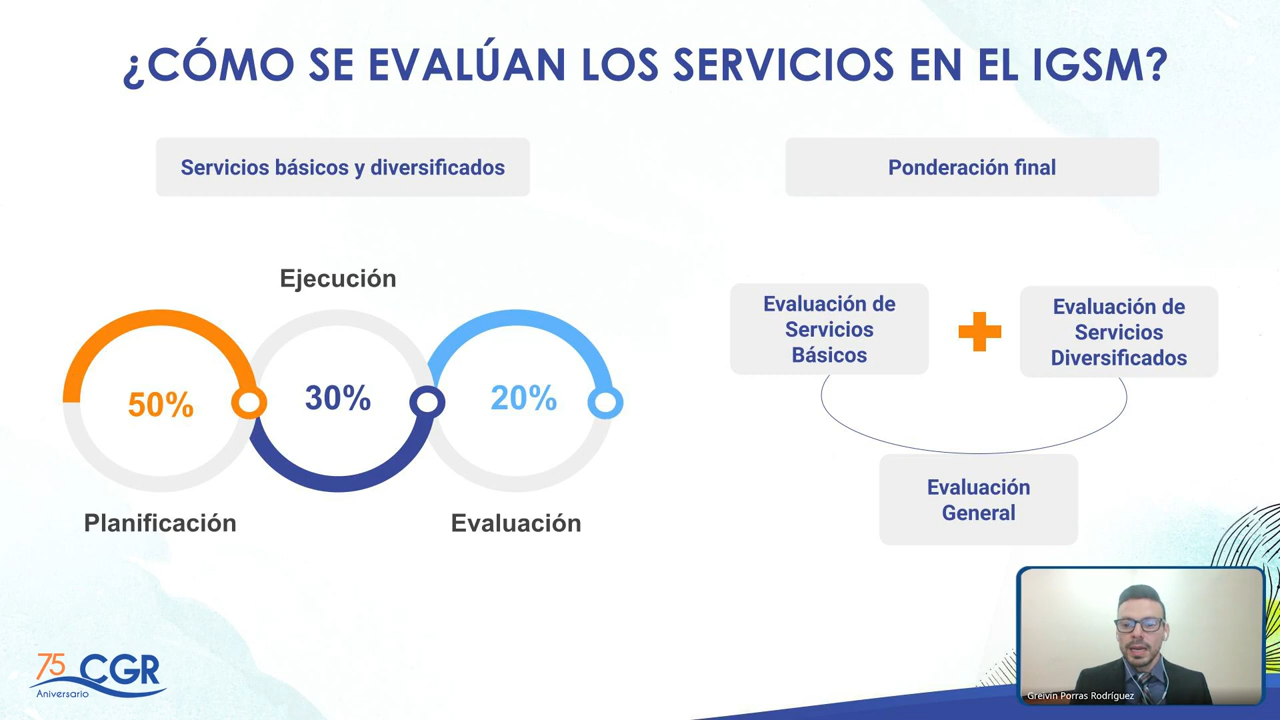 ¿CÓMO SE EVALÚAN LOS SERVICIOS EN EL IGSM?
Servicios básicos y diversificados
Ejecución
50%
30%
20%
Planificación
Evaluación
Ponderación final
Evaluación de
Servicios
Básicos
Evaluación de
Servicios
Diversificados
Evaluación
General
75 CGR
Aniversario
Greivin Porras Rodríguez